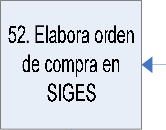 52. Elabora orden
de compra en
SIGES